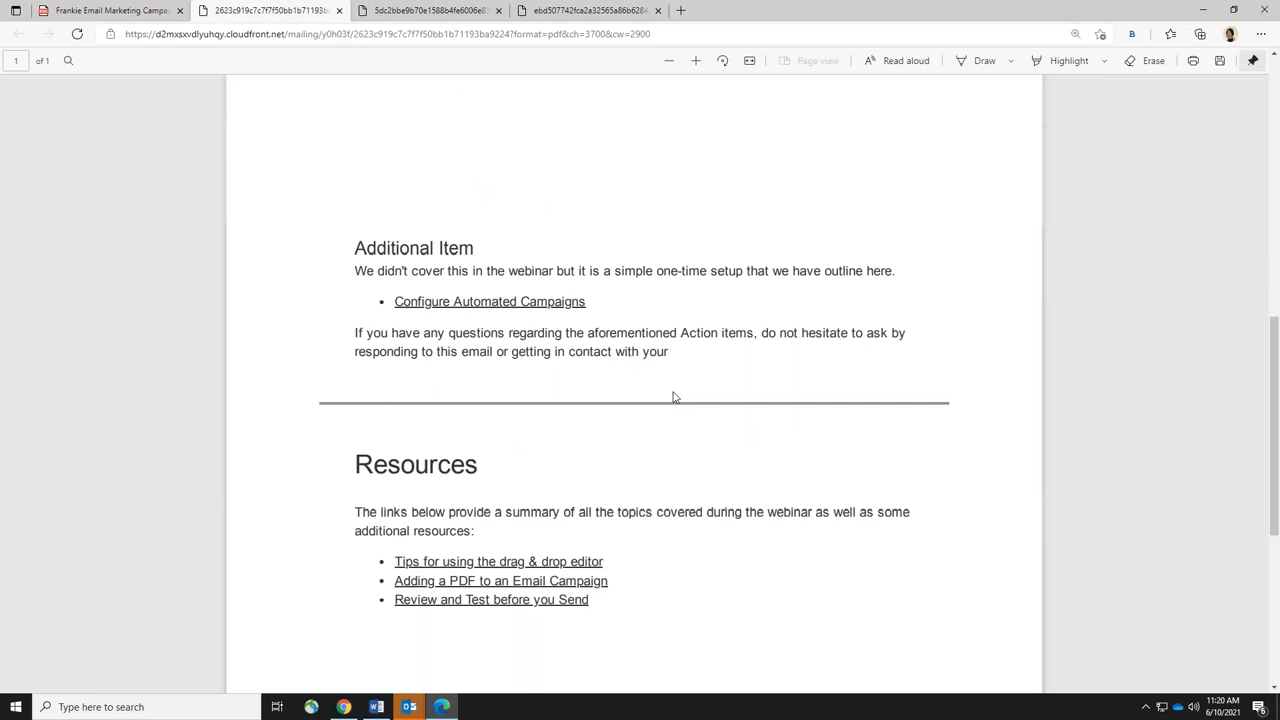 Frankie Email Marketing Campai
2623c919c7c7f7f50bb1b71193ba
5dc2bbe9b70e1588b4fe6006e83
ebd507742fca2a32565a86b6284
https://d2mxsxvdlyuhqy.cloudfront.net/mailing/y0h03f/2623c919c7c7f7f50bb1b71193ba9224?format=pdf&ch=3700&cw=2900
1 of 1
Page view
Read aloud
Draw
Highlight
Erase
Additional Item
We didn't cover this in the webinar but it is a simple one-time setup that we have outline here.
• Configure Automated Campaigns
If you have any questions regarding the aforementioned Action items, do not hesitate to ask by
responding to this email or getting in contact with your
Resources
The links below provide a summary of all the topics covered during the webinar as well as some
additional resources:
• Tips for using the drag & drop editor
• Adding a PDF to an Email Campaign
• Review and Test before you Send
Type here to search
11:20 AM
6/10/2021